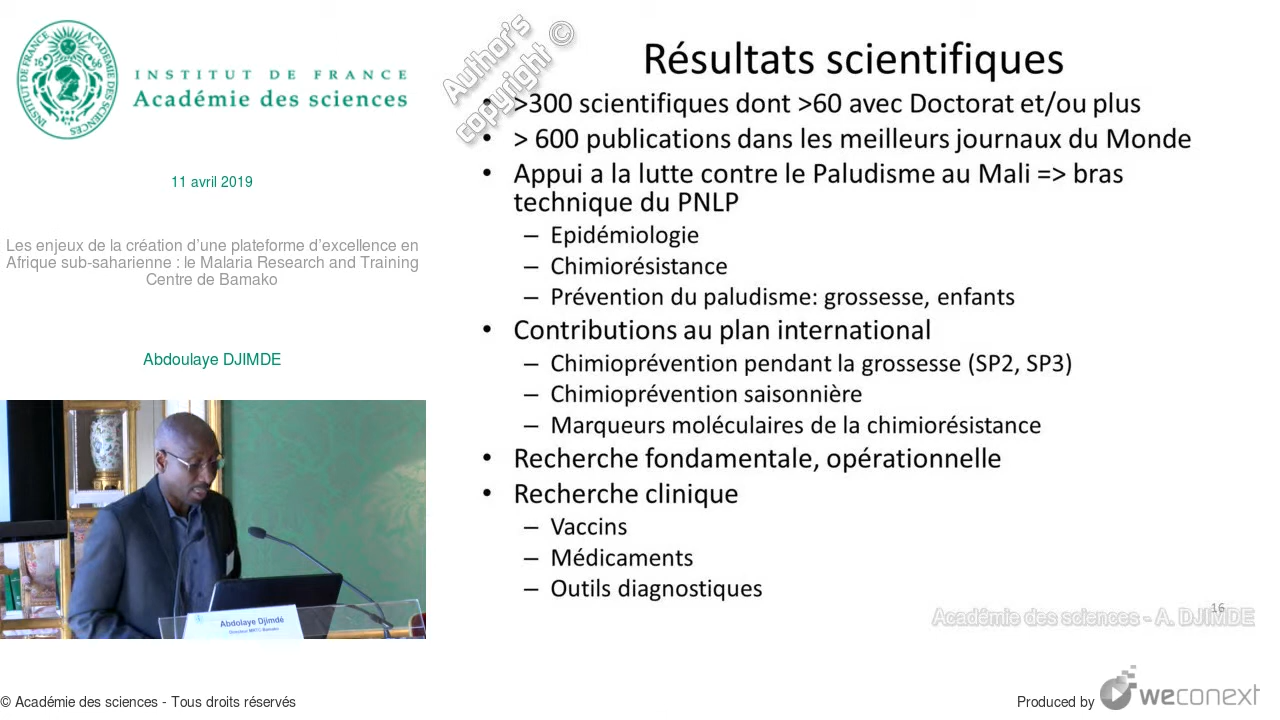 INSTITUT DE FRANCE
Académie des sciences
11 avril 2019
Les enjeux de la création d’une plateforme d’excellence en
Afrique sub-saharienne : le Malaria Research and Training
Centre de Bamako
Abdoulaye DJIMDE
Abdolaye Djimdé
Directeur MRTC-Bamako
Author's
copyright ©
Résultats scientifiques
• >300 scientifiques dont >60 avec Doctorat et/ou plus
• > 600 publications dans les meilleurs journaux du Monde
• Appui a la lutte contre le Paludisme au Mali => bras
technique du PNLP
– Epidémiologie
– Chimiorésistance
– Prévention du paludisme: grossesse, enfants
• Contributions au plan international
– Chimioprévention pendant la grossesse (SP2, SP3)
– Chimioprévention saisonnière
– Marqueurs moléculaires de la chimiorésistance
• Recherche fondamentale, opérationnelle
• Recherche clinique
– Vaccins
– Médicaments
– Outils diagnostiques
16
Académie des sciences - A. DJIMDE
© Académie des sciences - Tous droits réservés
Produced by weconext